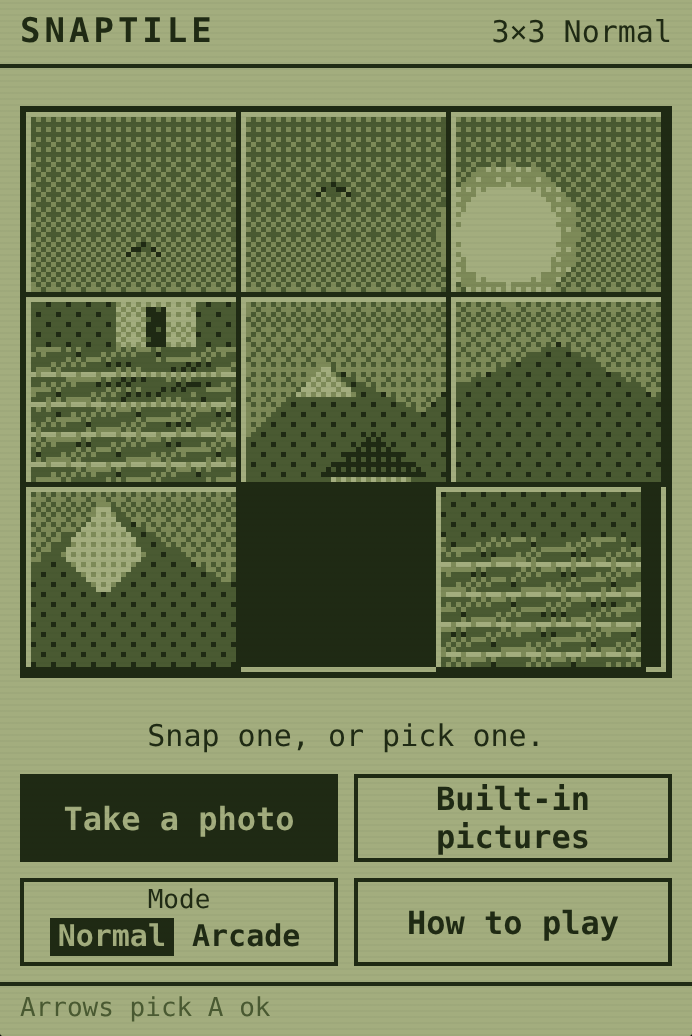 SNAPTILE
3×3 Normal
Snap one, or pick one.
Take a photo
Built-in
pictures
Mode
Normal Arcade
How to play
Arrows pick A ok